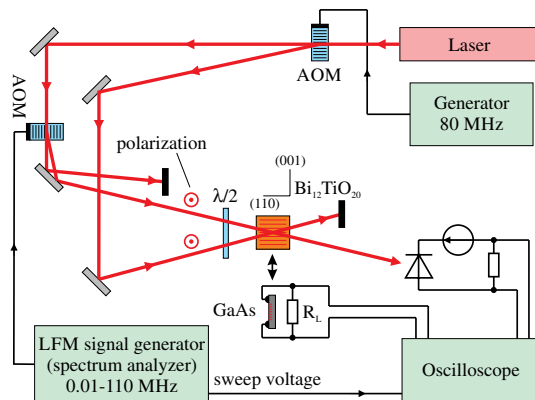 Laser
AOM
Generator
80 MHz
AOM
polarization
λ/2
(001)
(110)
Bi₁₂TiO₂₀
GaAs
R_L
LFM signal generator
(spectrum analyzer)
0.01-110 MHz
sweep voltage
Oscilloscope